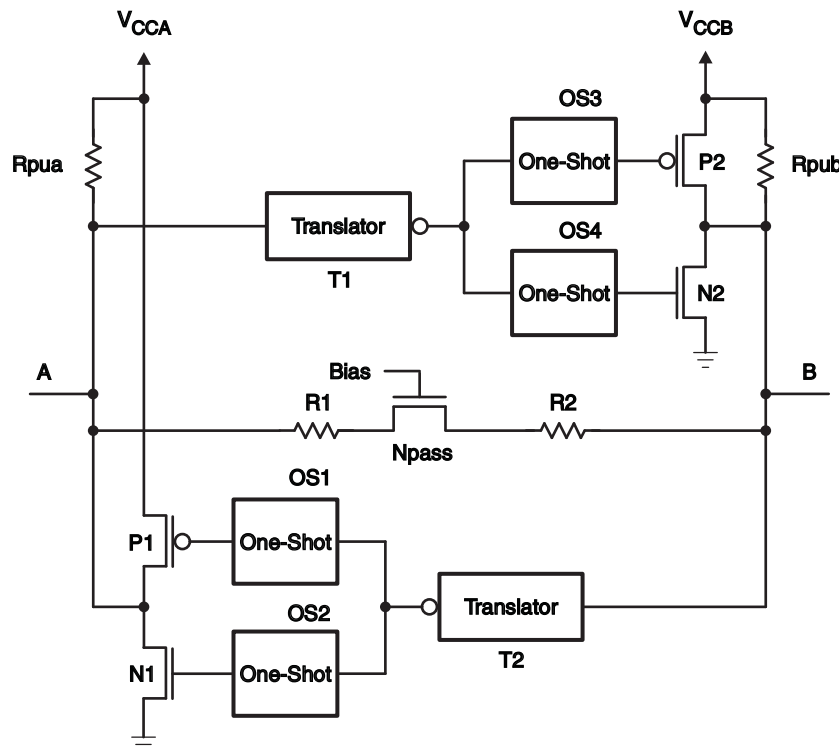 VCCA
VCCB
OS3
Rpua
One-Shot
P2
Rpub
Translator
OS4
T1
One-Shot
N2
A
Bias
B
R1
R2
Npass
OS1
P1
One-Shot
OS2
Translator
N1
One-Shot
T2